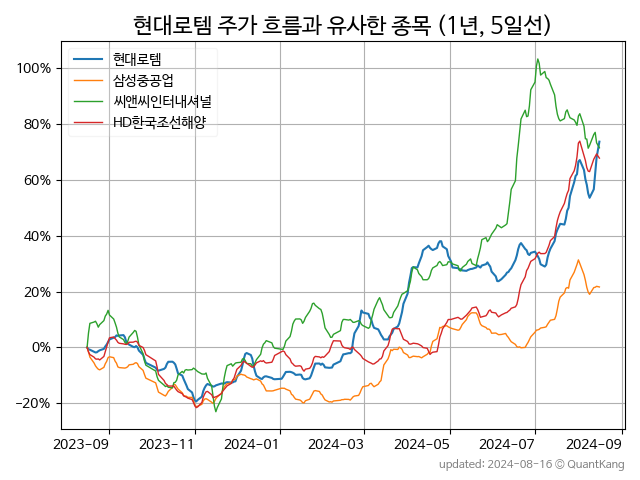 현대로템 주가 흐름과 유사한 종목 (1년, 5일선)
현대로템
삼성중공업
씨앤씨인터내셔널
HD한국조선해양
100%
80%
60%
40%
20%
0%
−20%
2023-09 2023-11 2024-01 2024-03 2024-05 2024-07 2024-09
updated: 2024-08-16 © QuantKang